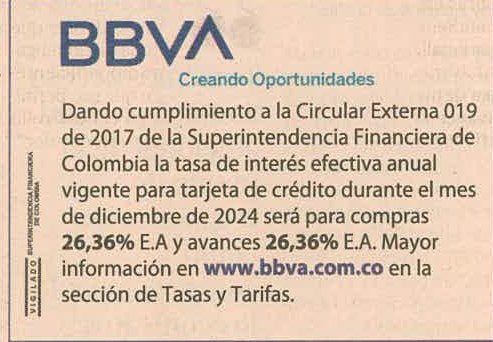 BBVA
Creando Oportunidades
Dando cumplimiento a la Circular Externa 019
de 2017 de la Superintendencia Financiera de
Colombia la tasa de interés efectiva anual
vigente para tarjeta de crédito durante el mes
de diciembre de 2024 será para compras
26,36% E.A y avances 26,36% E.A. Mayor
información en www.bbva.com.co en la
sección de Tasas y Tarifas.
VIGILADO
SUPERINTENDENCIA FINANCIERA
DE COLOMBIA